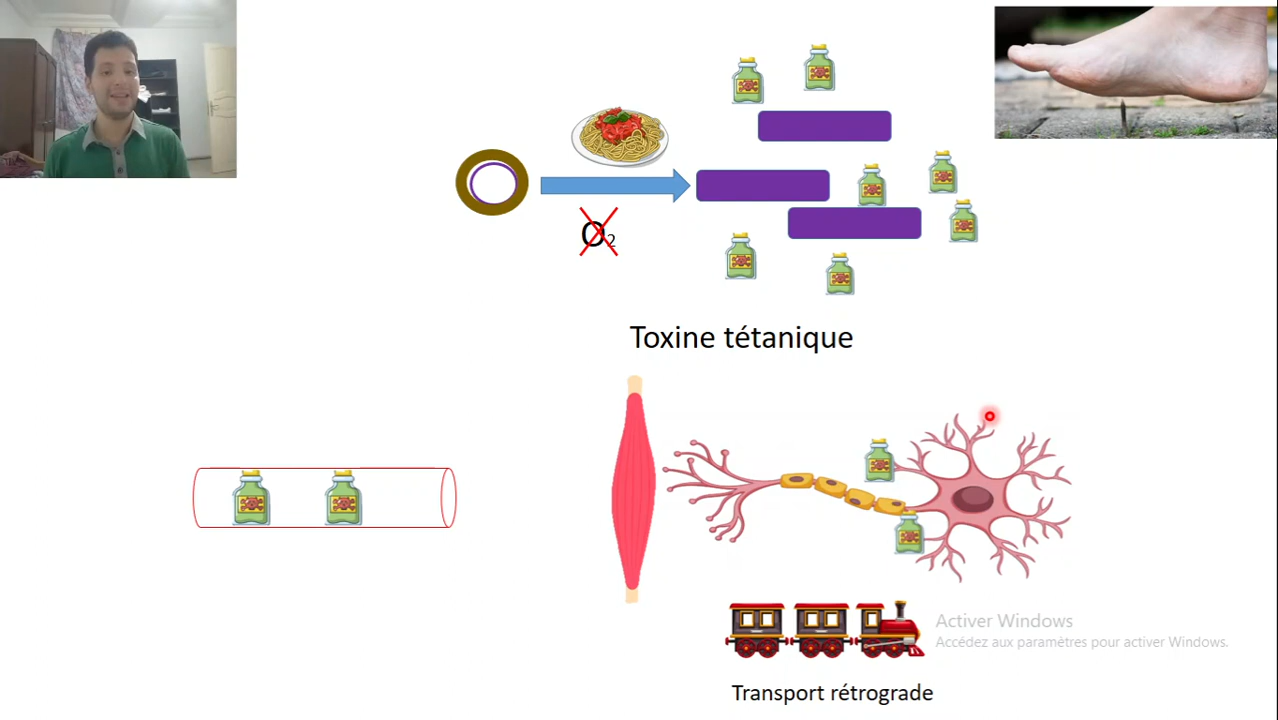 O₂
Toxine tétanique
Activer Windows
Accédez aux paramètres pour activer Windows.
Transport rétrograde